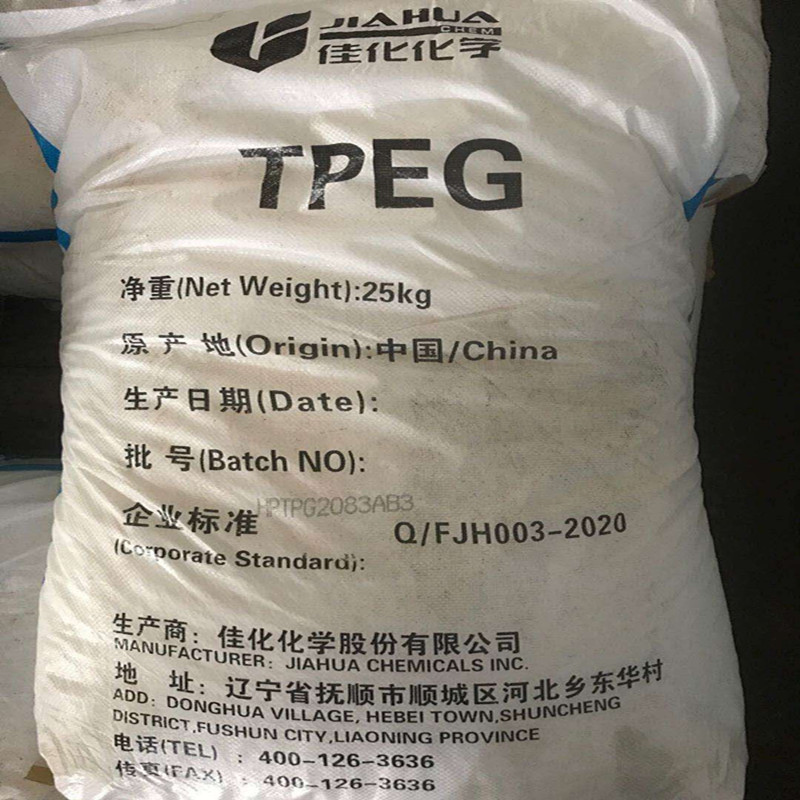 JIAHUA
CHEM
佳化化学
TPEG
净重(Net Weight):25kg
原产地(Origin):中国/China
生产日期(Date):
批号(Batch NO):
HPTPG2083AB3
企业标准 Q/FJH003-2020
(Corporate Standard):
生产商：佳化化学股份有限公司
MANUFACTURER: JIAHUA CHEMICALS INC.
地址：辽宁省抚顺市顺城区河北乡东华村
ADD: DONGHUA VILLAGE, HEBEI TOWN,SHUNCHENG
DISTRICT,FUSHUN CITY,LIAONING PROVINCE
电话(TEL)：400-126-3636
传真(FAX)：400-126-3636